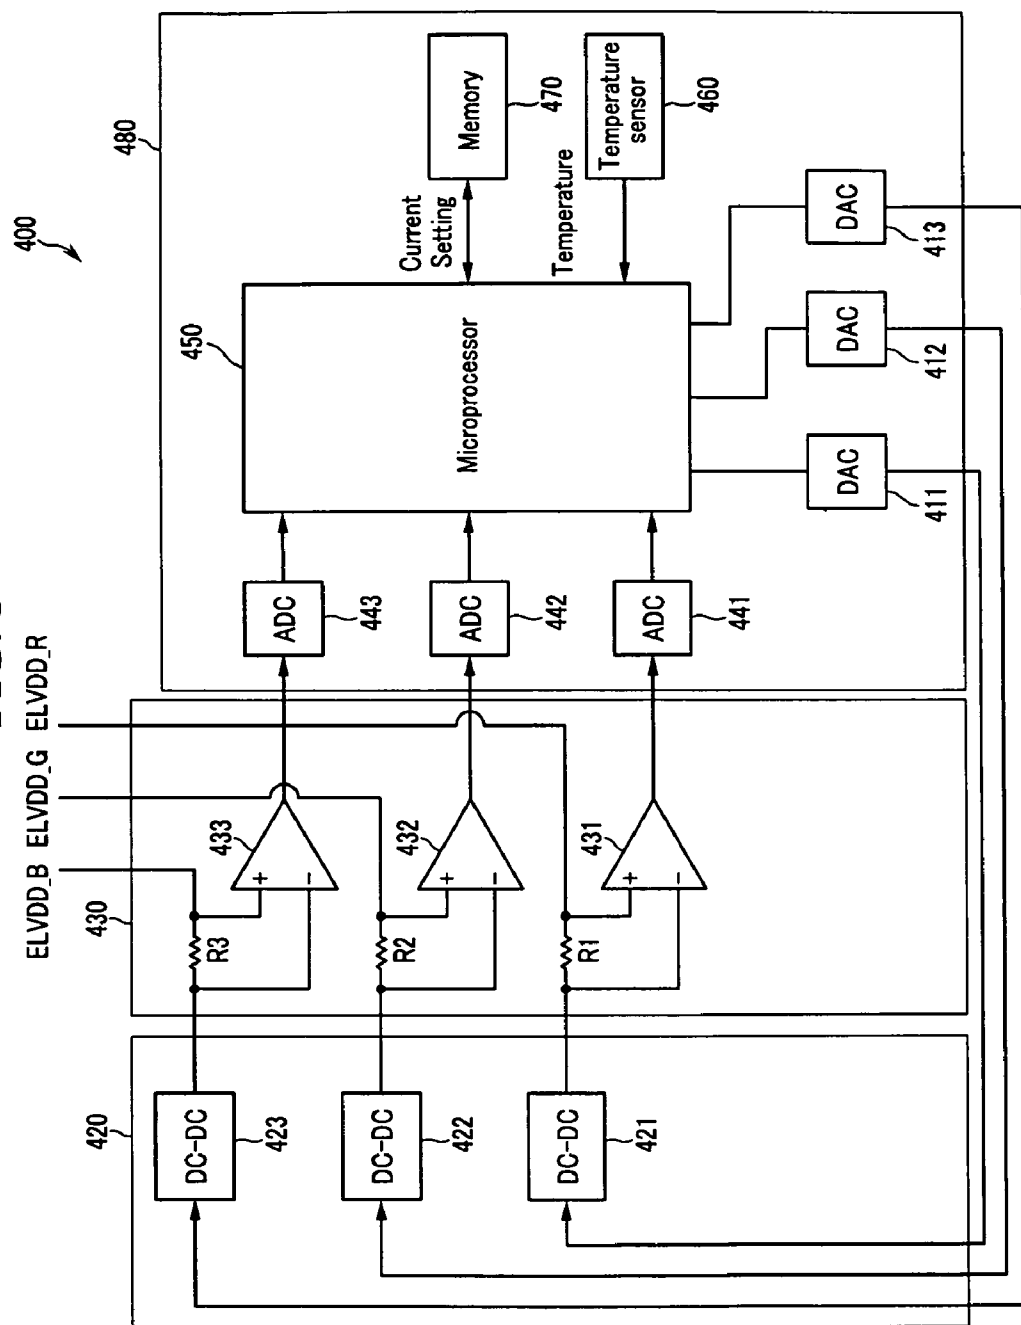 400
ELVDD_B
ELVDD_G
ELVDD_R
420
430
480
DC-DC
423
DC-DC
422
DC-DC
421
R3
R2
R1
+
-
433
+
-
432
+
-
431
ADC
443
ADC
442
ADC
441
450
Microprocessor
Current
Setting
Memory
470
Temperature
Temperature
sensor
460
DAC
411
DAC
412
DAC
413